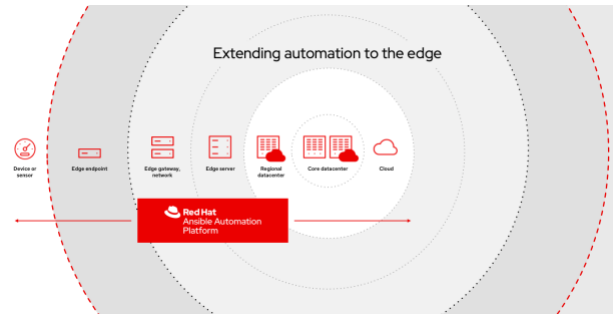 Extending automation to the edge
Device or
sensor
Edge endpoint
Edge gateway,
network
Edge server
Regional
datacenter
Core datacenter
Cloud
Red Hat
Ansible Automation
Platform